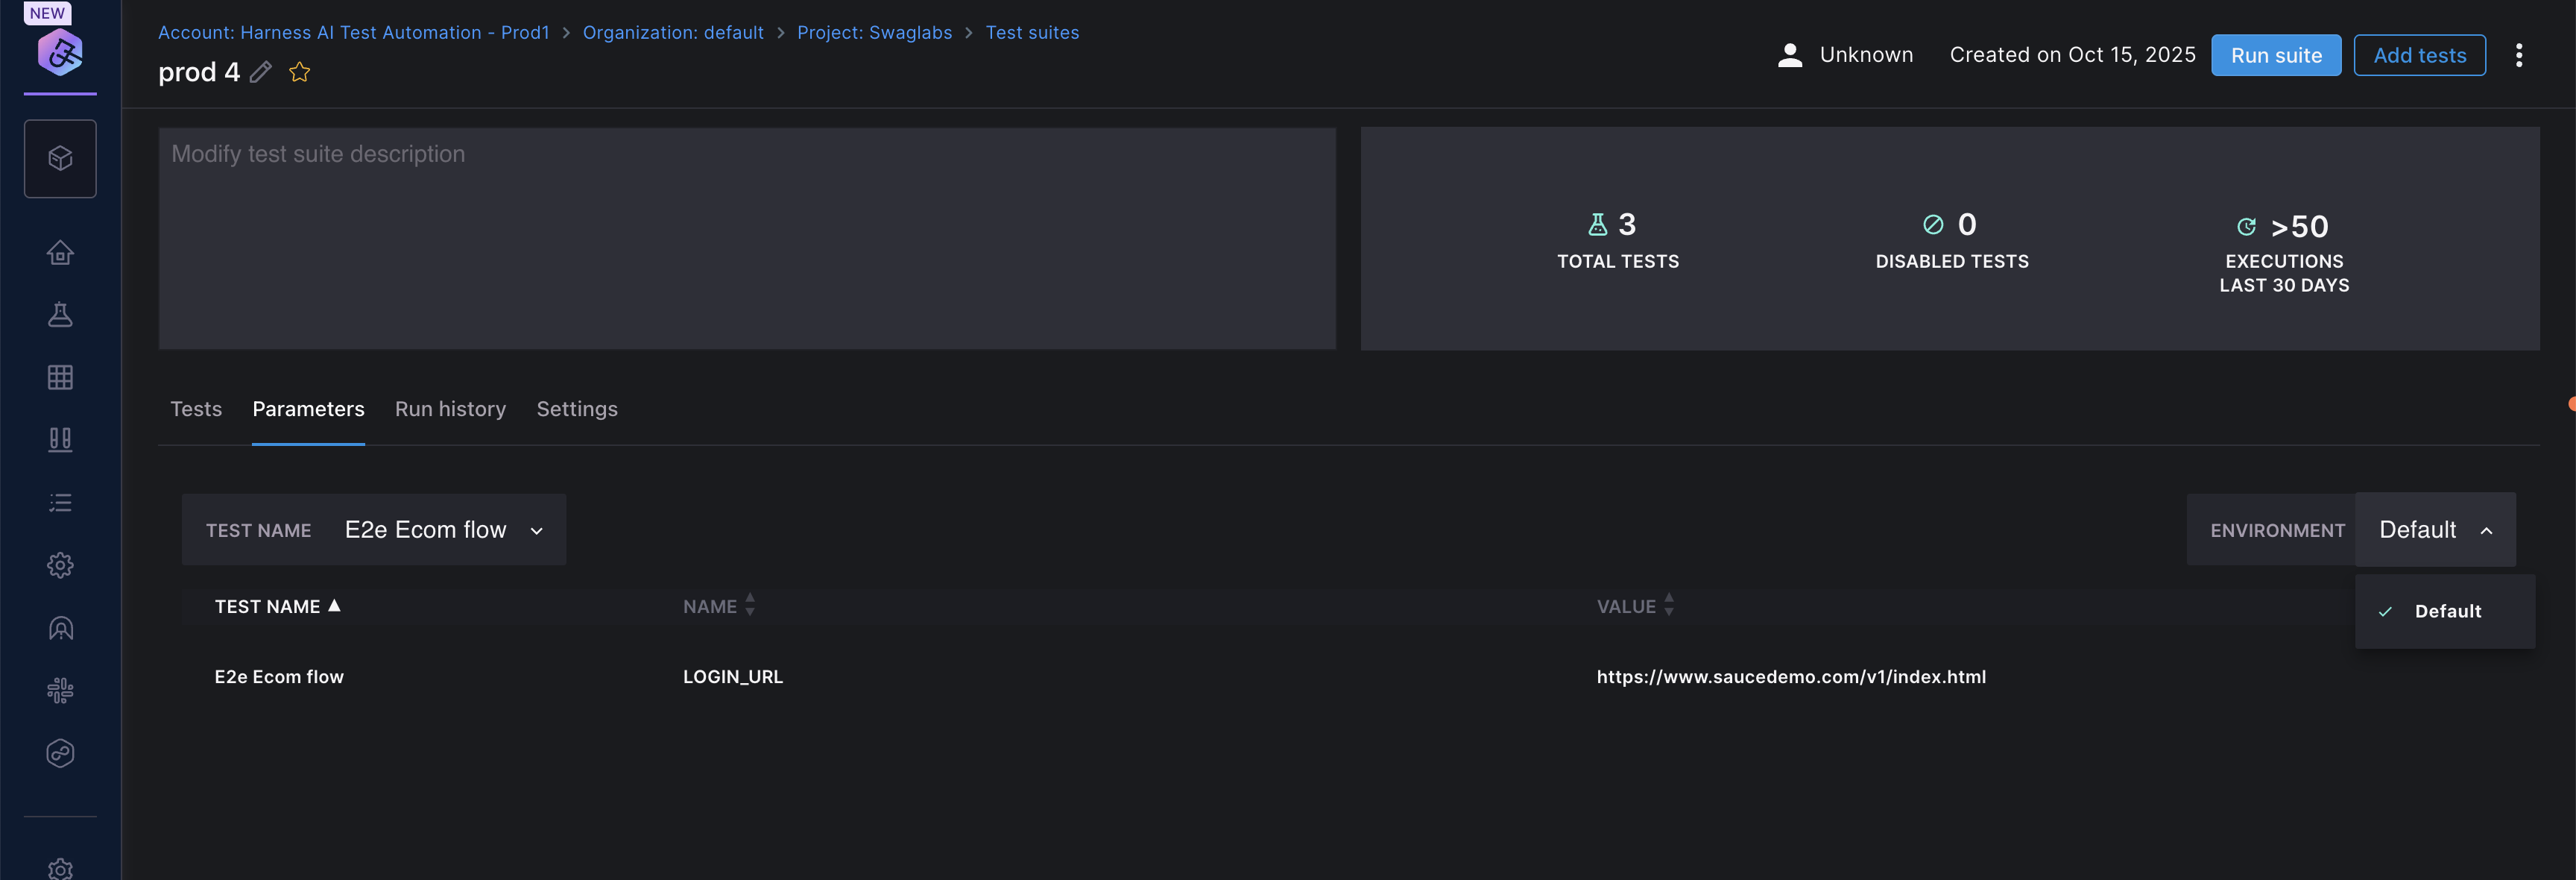 NEW
Account: Harness AI Test Automation - Prod1 > Organization: default > Project: Swaglabs > Test suites
prod 4
Unknown
Created on Oct 15, 2025
Run suite
Add tests
Modify test suite description
3
TOTAL TESTS
0
DISABLED TESTS
>50
EXECUTIONS
LAST 30 DAYS
Tests
Parameters
Run history
Settings
TEST NAME
E2e Ecom flow
ENVIRONMENT
Default
Default
TEST NAME
NAME
VALUE
E2e Ecom flow
LOGIN_URL
https://www.saucedemo.com/v1/index.html